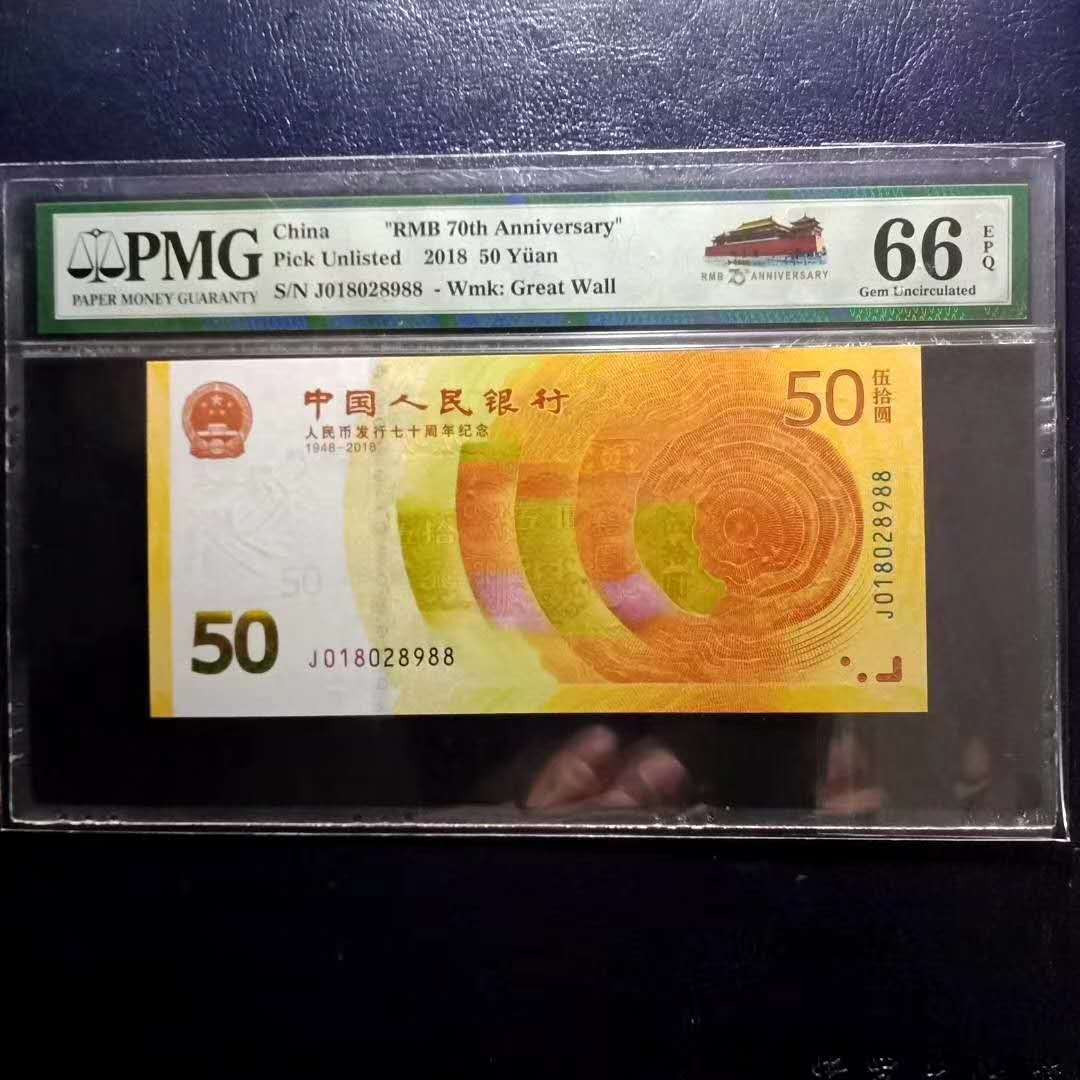 PMG
PAPER MONEY GUARANTY
China "RMB 70th Anniversary"
Pick Unlisted 2018 50 Yüan
S/N J018028988 - Wmk: Great Wall
RMB 70 ANNIVERSARY
66
EPQ
Gem Uncirculated
中国人民银行
人民币发行七十周年纪念
1948-2018
50
伍拾圆
J018028988
50
50
J018028988